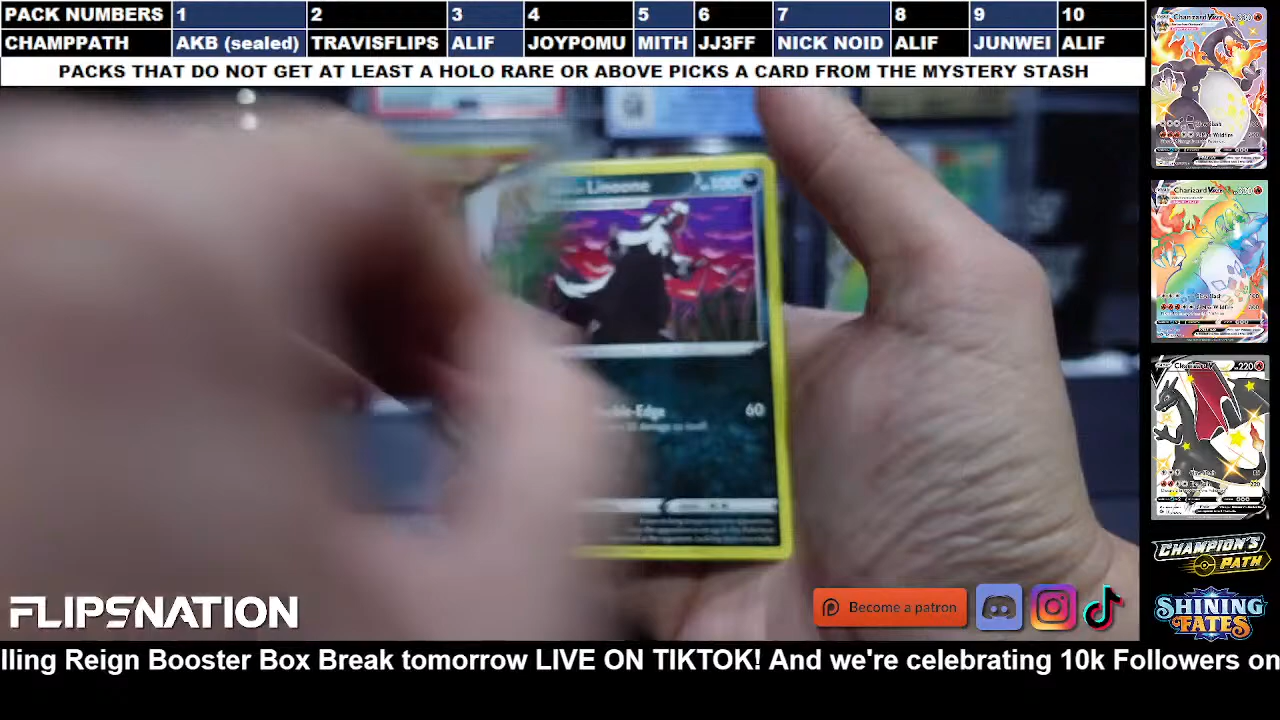 PACK NUMBERS 1 2 3 4 5 6 7 8 9 10
CHAMPPATH AKB (sealed) TRAVISFLIPS ALIF JOYPOMU MITH JJ3FF NICK NOID ALIF JUNWEI ALIF
PACKS THAT DO NOT GET AT LEAST A HOLO RARE OR ABOVE PICKS A CARD FROM THE MYSTERY STASH
Linoone 100
60
220
CHAMPION'S PATH
SHINING FATES
FLIPSNATION
Become a patron
lling Reign Booster Box Break tomorrow LIVE ON TIKTOK! And we're celebrating 10k Followers on